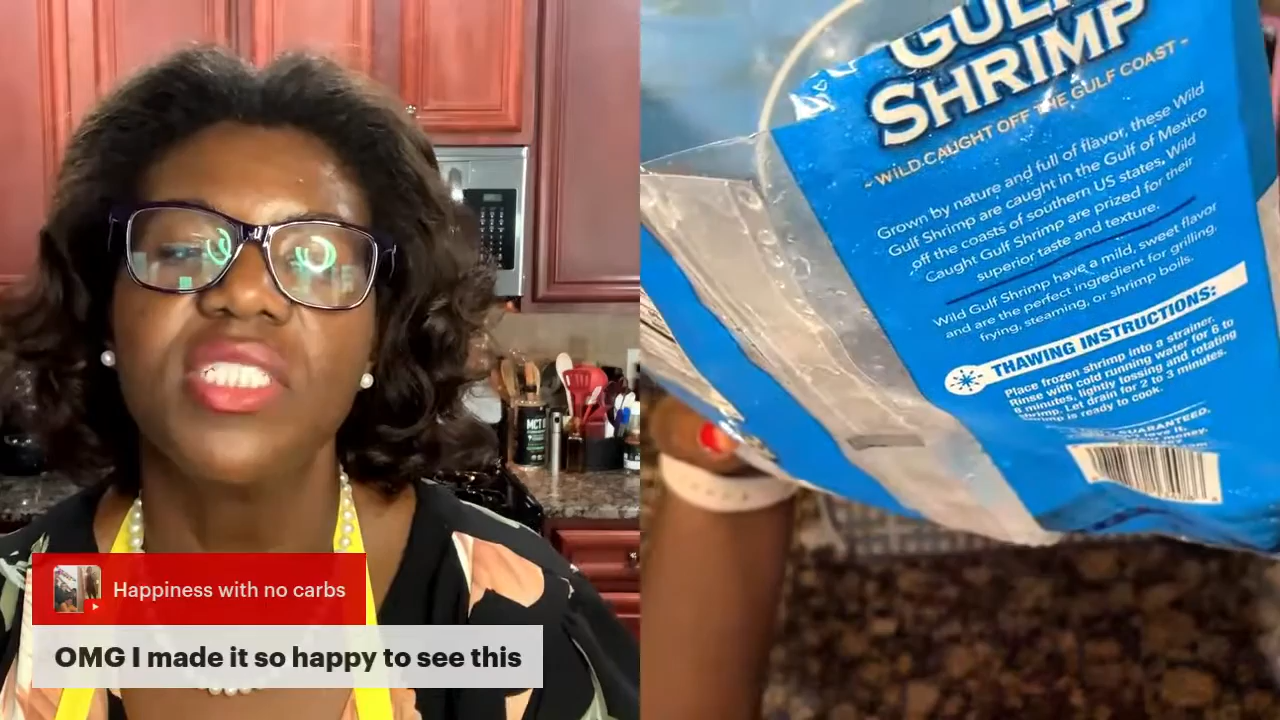 GULF
SHRIMP
~ WILD CAUGHT OFF THE GULF COAST ~
Grown by nature and full of flavor, these Wild
Gulf Shrimp are caught in the Gulf of Mexico
off the coasts of southern US states. Wild
Caught Gulf Shrimp are prized for their
superior taste and texture.
Wild Gulf Shrimp have a mild, sweet flavor
and are the perfect ingredient for grilling,
frying, steaming, or shrimp boils.
THAWING INSTRUCTIONS:
Place frozen shrimp into a strainer.
Rinse with cold running water for 6 to
8 minutes, lightly tossing and rotating
shrimp. Let drain for 2 to 3 minutes.
is ready to cook.
GUARANTEED.
money.
MCT
Happiness with no carbs
OMG I made it so happy to see this